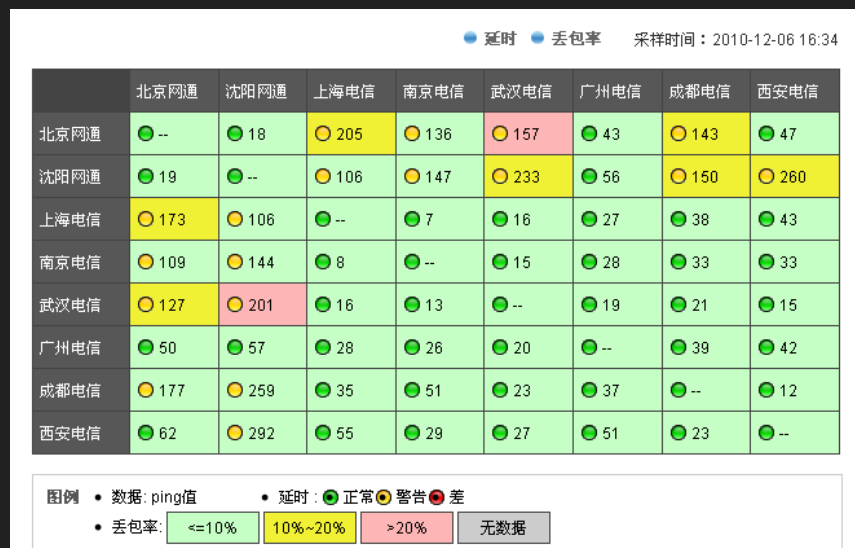 延时 丢包率 采样时间：2010-12-06 16:34
北京网通 沈阳网通 上海电信 南京电信 武汉电信 广州电信 成都电信 西安电信
北京网通 -- 18 205 136 157 43 143 47
沈阳网通 19 -- 106 147 233 56 150 260
上海电信 173 106 -- 7 16 27 38 43
南京电信 109 144 8 -- 15 28 33 33
武汉电信 127 201 16 13 -- 19 21 15
广州电信 50 57 28 26 20 -- 39 42
成都电信 177 259 35 51 23 37 -- 12
西安电信 62 292 55 29 27 51 23 --
图例 • 数据: ping值 • 延时 : 正常 警告 差
• 丢包率: <=10% 10%~20% >20% 无数据